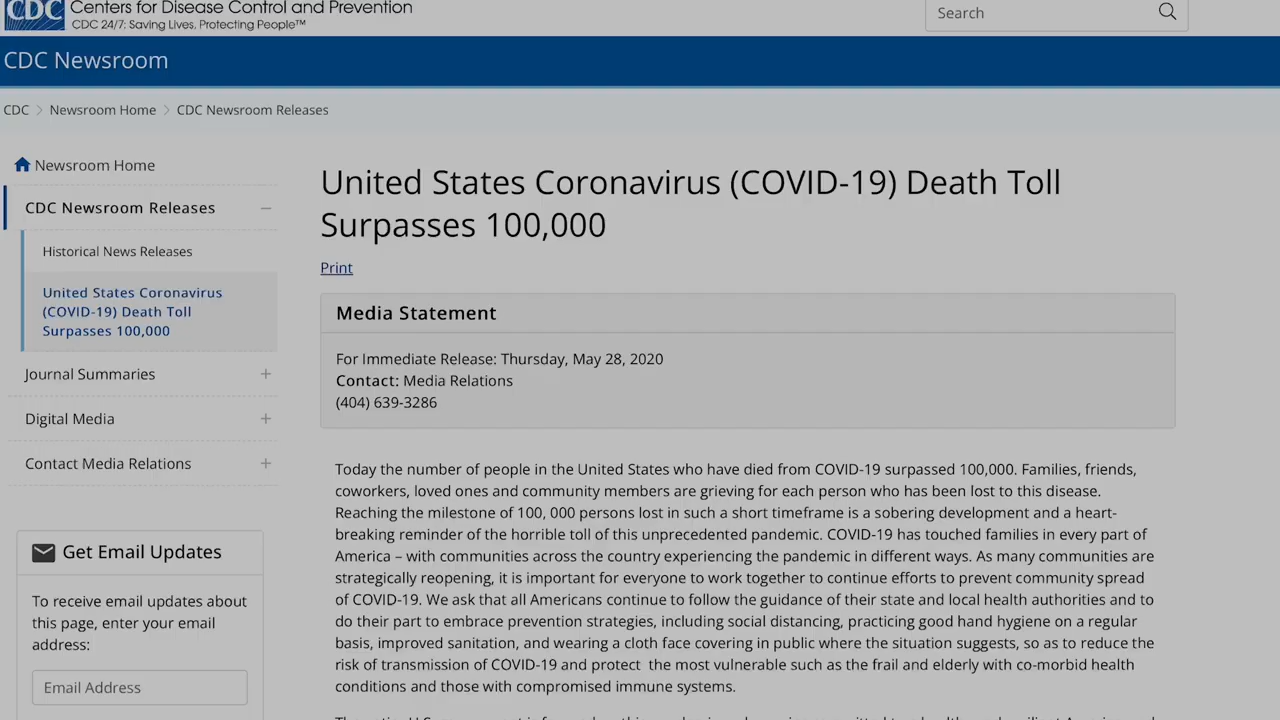 CDC Centers for Disease Control and Prevention
CDC 24/7: Saving Lives, Protecting People™
Search
CDC Newsroom
CDC > Newsroom Home > CDC Newsroom Releases
Newsroom Home
CDC Newsroom Releases
Historical News Releases
United States Coronavirus
(COVID-19) Death Toll
Surpasses 100,000
Journal Summaries
Digital Media
Contact Media Relations
Get Email Updates
To receive email updates about
this page, enter your email
address:
Email Address
United States Coronavirus (COVID-19) Death Toll
Surpasses 100,000
Print
Media Statement
For Immediate Release: Thursday, May 28, 2020
Contact: Media Relations
(404) 639-3286
Today the number of people in the United States who have died from COVID-19 surpassed 100,000. Families, friends,
coworkers, loved ones and community members are grieving for each person who has been lost to this disease.
Reaching the milestone of 100, 000 persons lost in such a short timeframe is a sobering development and a heart-
breaking reminder of the horrible toll of this unprecedented pandemic. COVID-19 has touched families in every part of
America – with communities across the country experiencing the pandemic in different ways. As many communities are
strategically reopening, it is important for everyone to work together to continue efforts to prevent community spread
of COVID-19. We ask that all Americans continue to follow the guidance of their state and local health authorities and to
do their part to embrace prevention strategies, including social distancing, practicing good hand hygiene on a regular
basis, improved sanitation, and wearing a cloth face covering in public where the situation suggests, so as to reduce the
risk of transmission of COVID-19 and protect the most vulnerable such as the frail and elderly with co-morbid health
conditions and those with compromised immune systems.